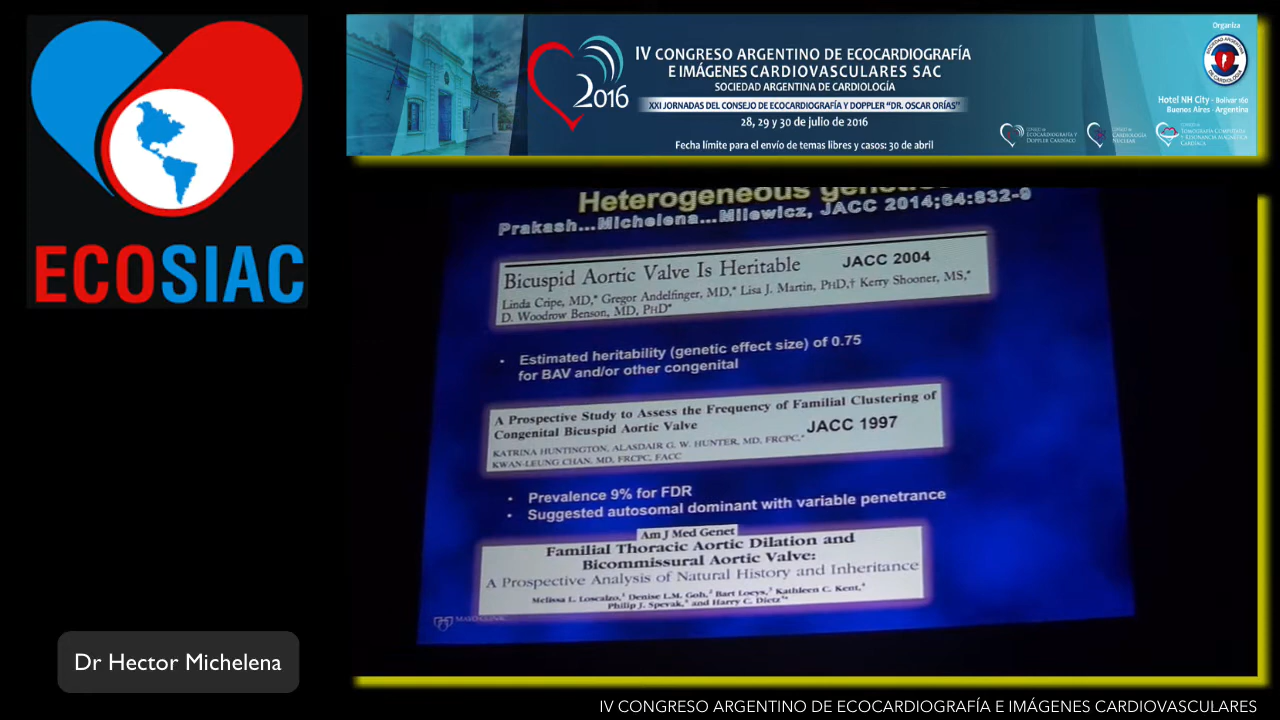 Organiza
IV CONGRESO ARGENTINO DE ECOCARDIOGRAFÍA
E IMÁGENES CARDIOVASCULARES SAC
SOCIEDAD ARGENTINA DE CARDIOLOGÍA
2016
XXI JORNADAS DEL CONSEJO DE ECOCARDIOGRAFÍA Y DOPPLER "DR. OSCAR ORÍAS"
28, 29 y 30 de julio de 2016
Fecha límite para el envío de temas libres y casos: 30 de abril
Hotel NH City - Bolívar 160
Buenos Aires - Argentina
ECOSIAC
Heterogeneous
Prakash...Michelena...Milewicz, JACC 2014;64:832-9
Bicuspid Aortic Valve Is Heritable JACC 2004
Linda Cripe, MD,* Gregor Andelfinger, MD,* Lisa J. Martin, PHD,† Kerry Shooner, MS,*
D. Woodrow Benson, MD, PHD*
• Estimated heritability (genetic effect size) of 0.75
for BAV and/or other congenital
A Prospective Study to Assess the Frequency of Familial Clustering of
Congenital Bicuspid Aortic Valve JACC 1997
KATRINA HUNTINGTON, ALASDAIR G. W. HUNTER, MD, FRCPC,*
KWAN-LEUNG CHAN, MD, FRCPC, FACC
• Prevalence 9% for FDR
• Suggested autosomal dominant with variable penetrance
Am J Med Genet
Familial Thoracic Aortic Dilation and
Bicommissural Aortic Valve:
A Prospective Analysis of Natural History and Inheritance
Melissa L. Loscalzo,¹ Denise L.M. Goh,² Bart Loeys,³ Kathleen C. Kent,⁴
Philip J. Spevak, and Harry C. Dietz
MAYO CLINIC
Dr Hector Michelena
IV CONGRESO ARGENTINO DE ECOCARDIOGRAFÍA E IMÁGENES CARDIOVASCULARES